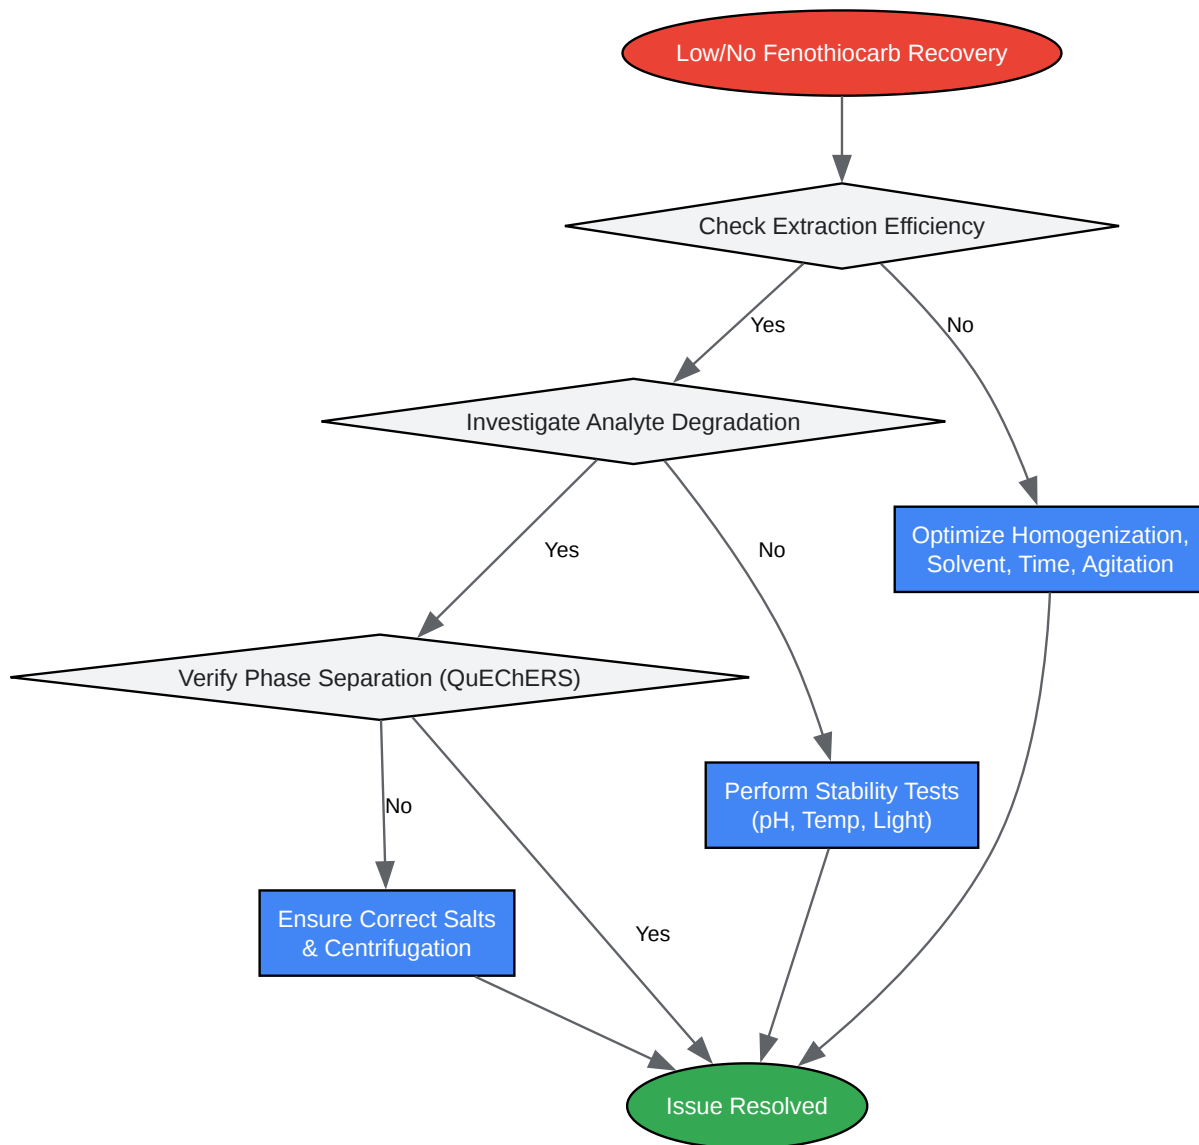 Low/No Fenothiocarb Recovery
Check Extraction Efficiency
Yes
No
Investigate Analyte Degradation
Optimize Homogenization,
Solvent, Time, Agitation
Yes
No
Verify Phase Separation (QuEChERS)
Perform Stability Tests
(pH, Temp, Light)
No
Ensure Correct Salts
& Centrifugation
Yes
Issue Resolved